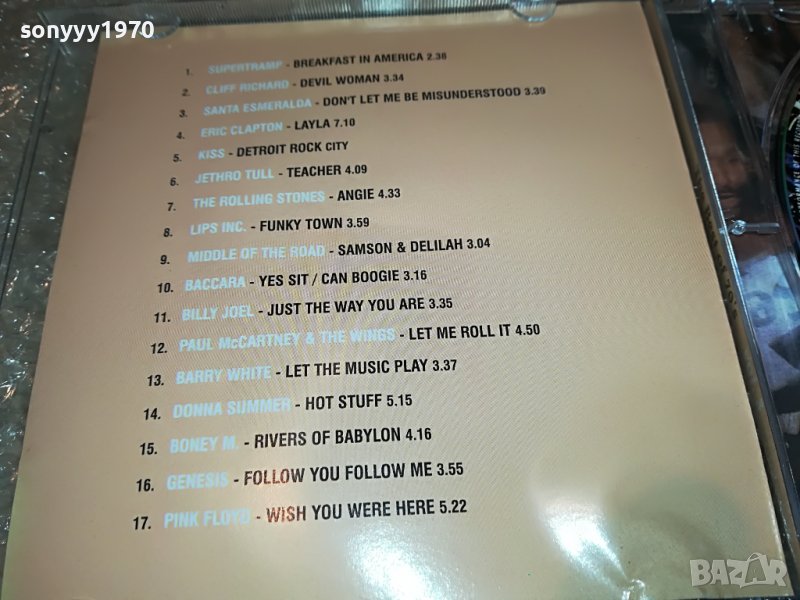 sonyyy1970
1. SUPERTRAMP - BREAKFAST IN AMERICA 2.38
2. CLIFF RICHARD - DEVIL WOMAN 3.34
3. SANTA ESMERALDA - DON'T LET ME BE MISUNDERSTOOD 3.39
4. ERIC CLAPTON - LAYLA 7.10
5. KISS - DETROIT ROCK CITY
6. JETHRO TULL - TEACHER 4.09
7. THE ROLLING STONES - ANGIE 4.33
8. LIPS INC. - FUNKY TOWN 3.59
9. MIDDLE OF THE ROAD - SAMSON & DELILAH 3.04
10. BACCARA - YES SIT / CAN BOOGIE 3.16
11. BILLY JOEL - JUST THE WAY YOU ARE 3.35
12. PAUL McCARTNEY & THE WINGS - LET ME ROLL IT 4.50
13. BARRY WHITE - LET THE MUSIC PLAY 3.37
14. DONNA SUMMER - HOT STUFF 5.15
15. BONEY M. - RIVERS OF BABYLON 4.16
16. GENESIS - FOLLOW YOU FOLLOW ME 3.55
17. PINK FLOYD - WISH YOU WERE HERE 5.22
BAZAR